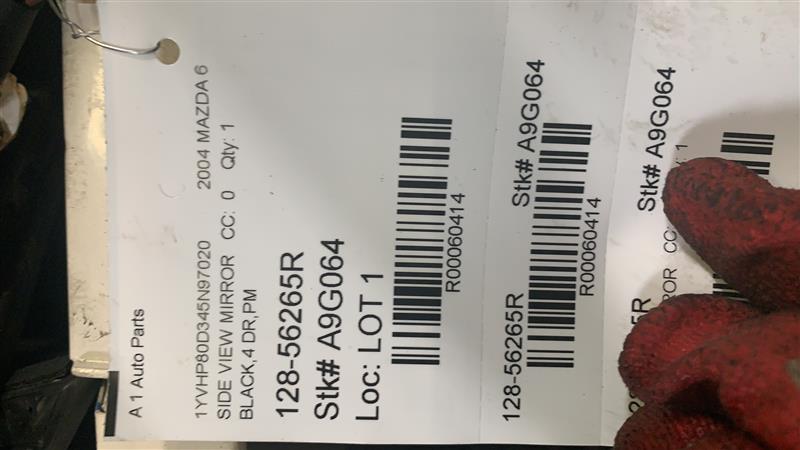 A 1 Auto Parts
1YVHP80D345N97020 2004 MAZDA 6
SIDE VIEW MIRROR CC: 0 Qty: 1
BLACK,4 DR,PM
128-56265R
Stk# A9G064
Loc: LOT 1
R00060414
128-56265R Stk# A9G064
R00060414
Stk# A9G064